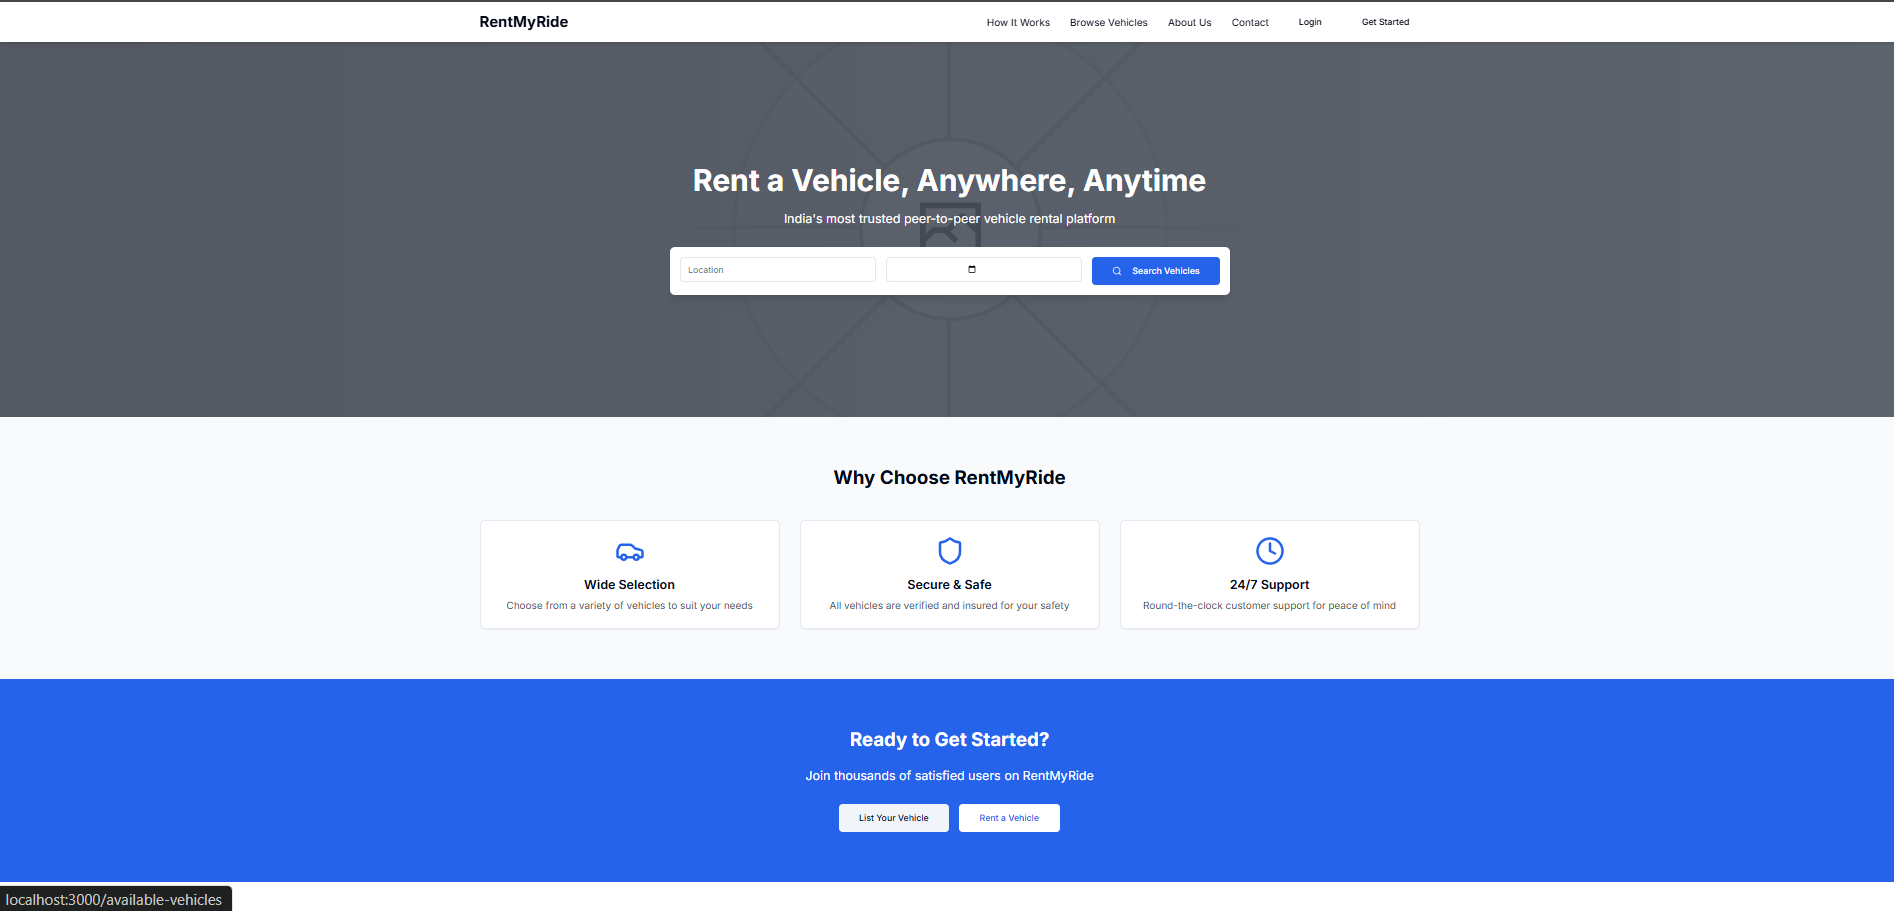 RentMyRide
How It Works Browse Vehicles About Us Contact Login Get Started
Rent a Vehicle, Anywhere, Anytime
India's most trusted peer-to-peer vehicle rental platform
Location
Search Vehicles
Why Choose RentMyRide
Wide Selection
Choose from a variety of vehicles to suit your needs
Secure & Safe
All vehicles are verified and insured for your safety
24/7 Support
Round-the-clock customer support for peace of mind
Ready to Get Started?
Join thousands of satisfied users on RentMyRide
List Your Vehicle
Rent a Vehicle
localhost:3000/available-vehicles